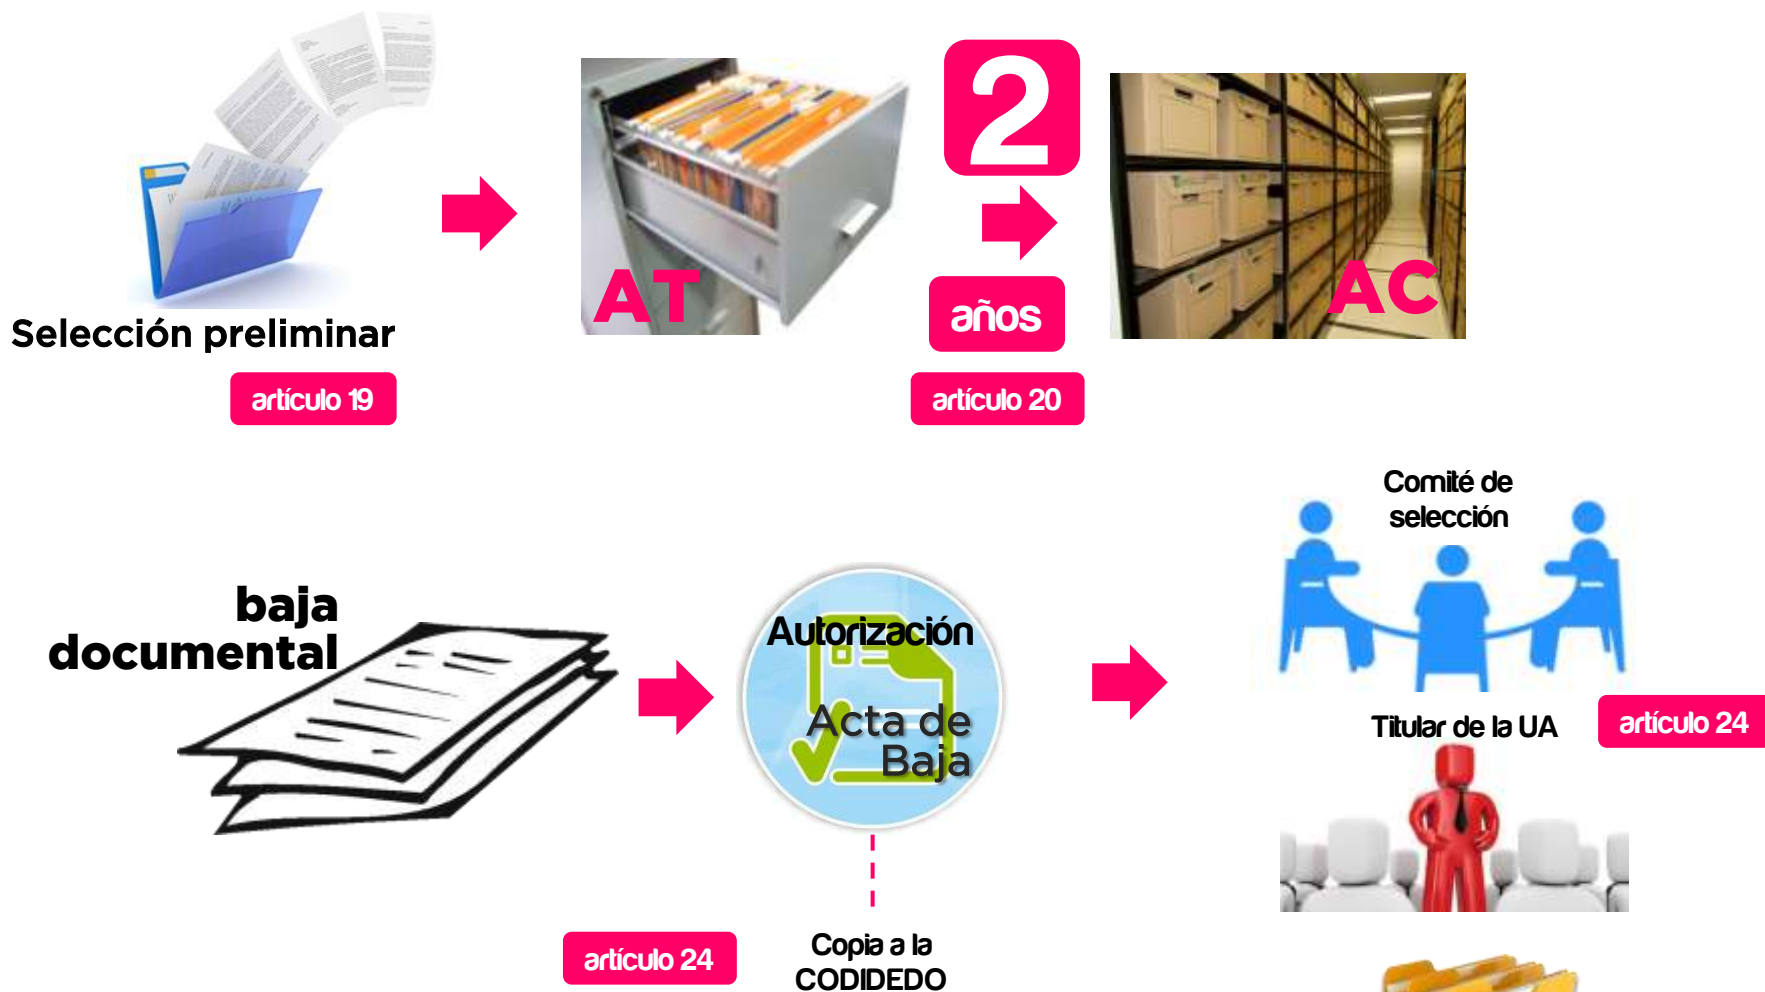 2
AT
AC
Selección preliminar
años
artículo 19
artículo 20
Comité de
selección
baja
documental
Autorización
Acta de
Baja
Titular de la UA
artículo 24
artículo 24
Copia a la
CODIDEDO